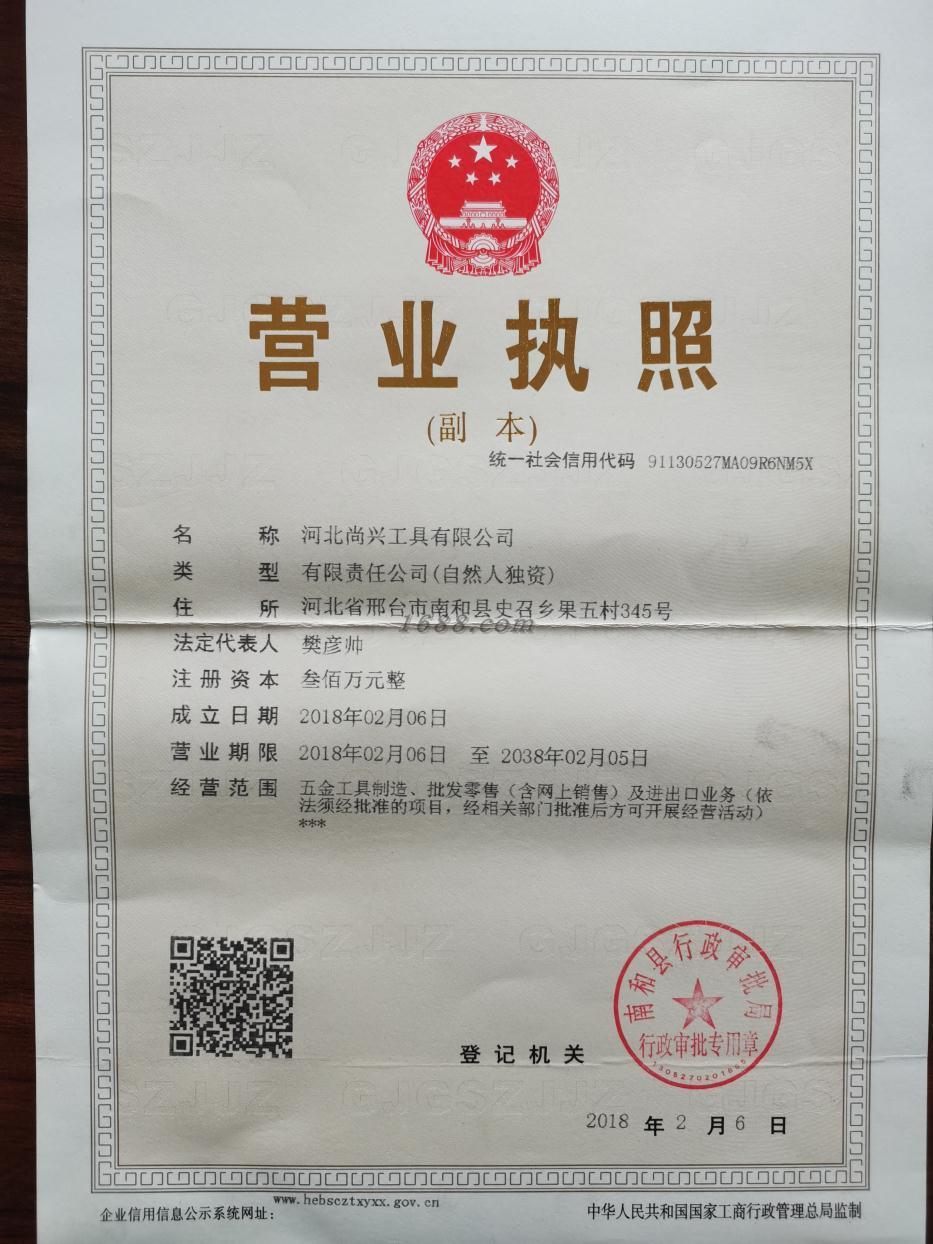 营业执照
(副 本)
统一社会信用代码 91130527MA09R6NM5X
名 称 河北尚兴工具有限公司
类 型 有限责任公司(自然人独资)
住 所 河北省邢台市南和县史召乡果五村345号
1688.com
法定代表人 樊彦帅
注册资本 叁佰万元整
成立日期 2018年02月06日
营业期限 2018年02月06日 至 2038年02月05日
经营范围 五金工具制造、批发零售（含网上销售）及进出口业务（依
法须经批准的项目，经相关部门批准后方可开展经营活动）
***
南和县行政审批局
行政审批专用章
登记机关
2018 年 2 月 6 日
www.hebscztxyxx.gov.cn
企业信用信息公示系统网址：
中华人民共和国国家工商行政管理总局监制